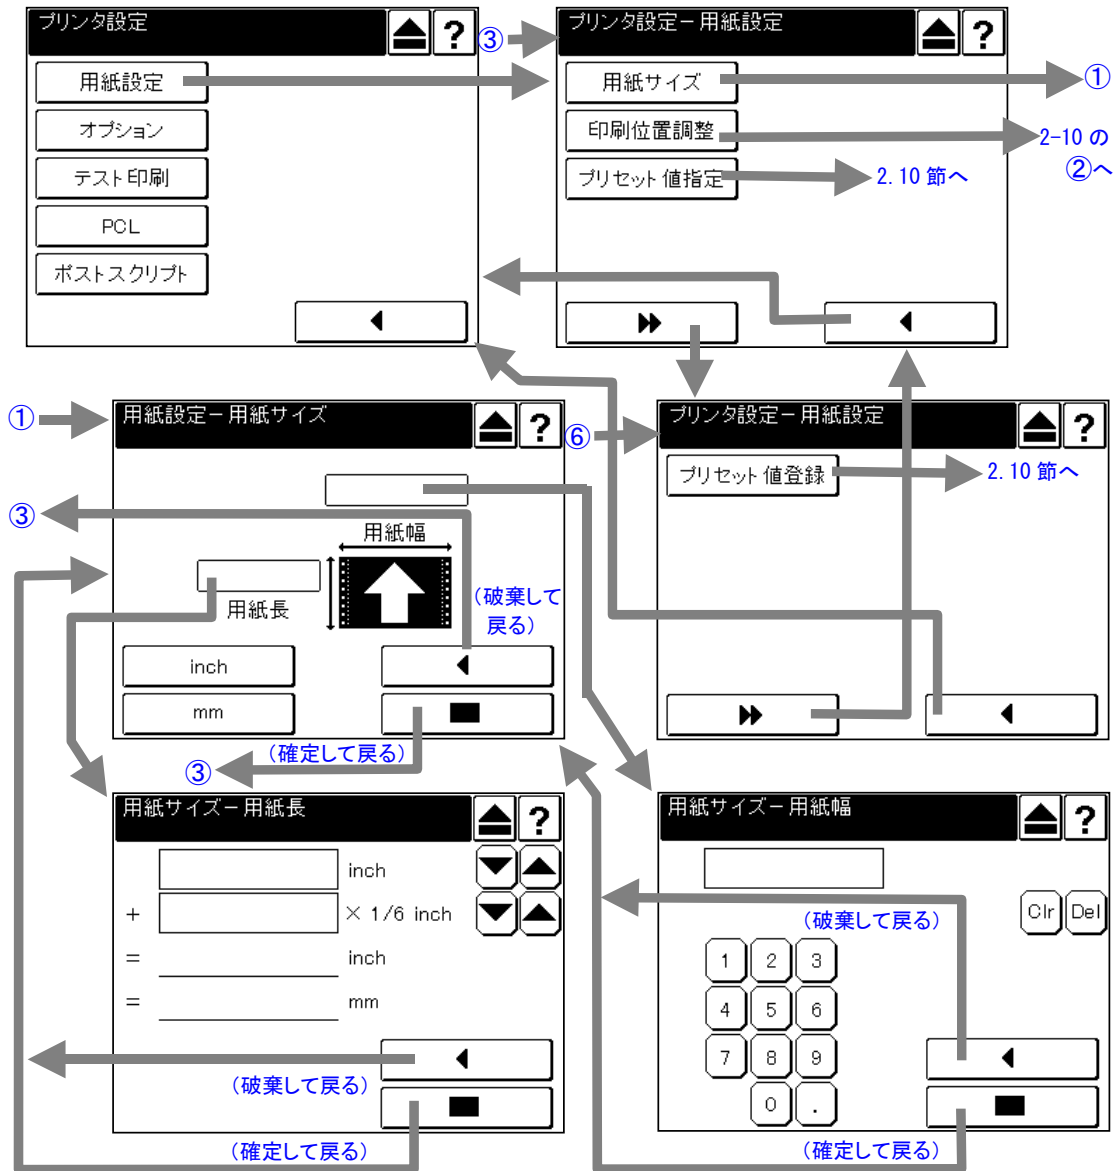 プリンタ設定
?
用紙設定
オプション
テスト印刷
PCL
ポストスクリプト
③
プリンタ設定－用紙設定
?
用紙サイズ
①
印刷位置調整
2-10 の
②へ
プリセット値指定
2.10 節へ
①
用紙設定－用紙サイズ
?
③
用紙幅
用紙長
(破棄して
戻る)
inch
mm
(確定して戻る)
③
⑥
プリンタ設定－用紙設定
?
プリセット値登録
2.10 節へ
用紙サイズ－用紙長
?
inch
+ × 1/6 inch
= inch
= mm
(破棄して戻る)
(確定して戻る)
用紙サイズ－用紙幅
?
Clr Del
(破棄して戻る)
1 2 3
4 5 6
7 8 9
0 .
(確定して戻る)